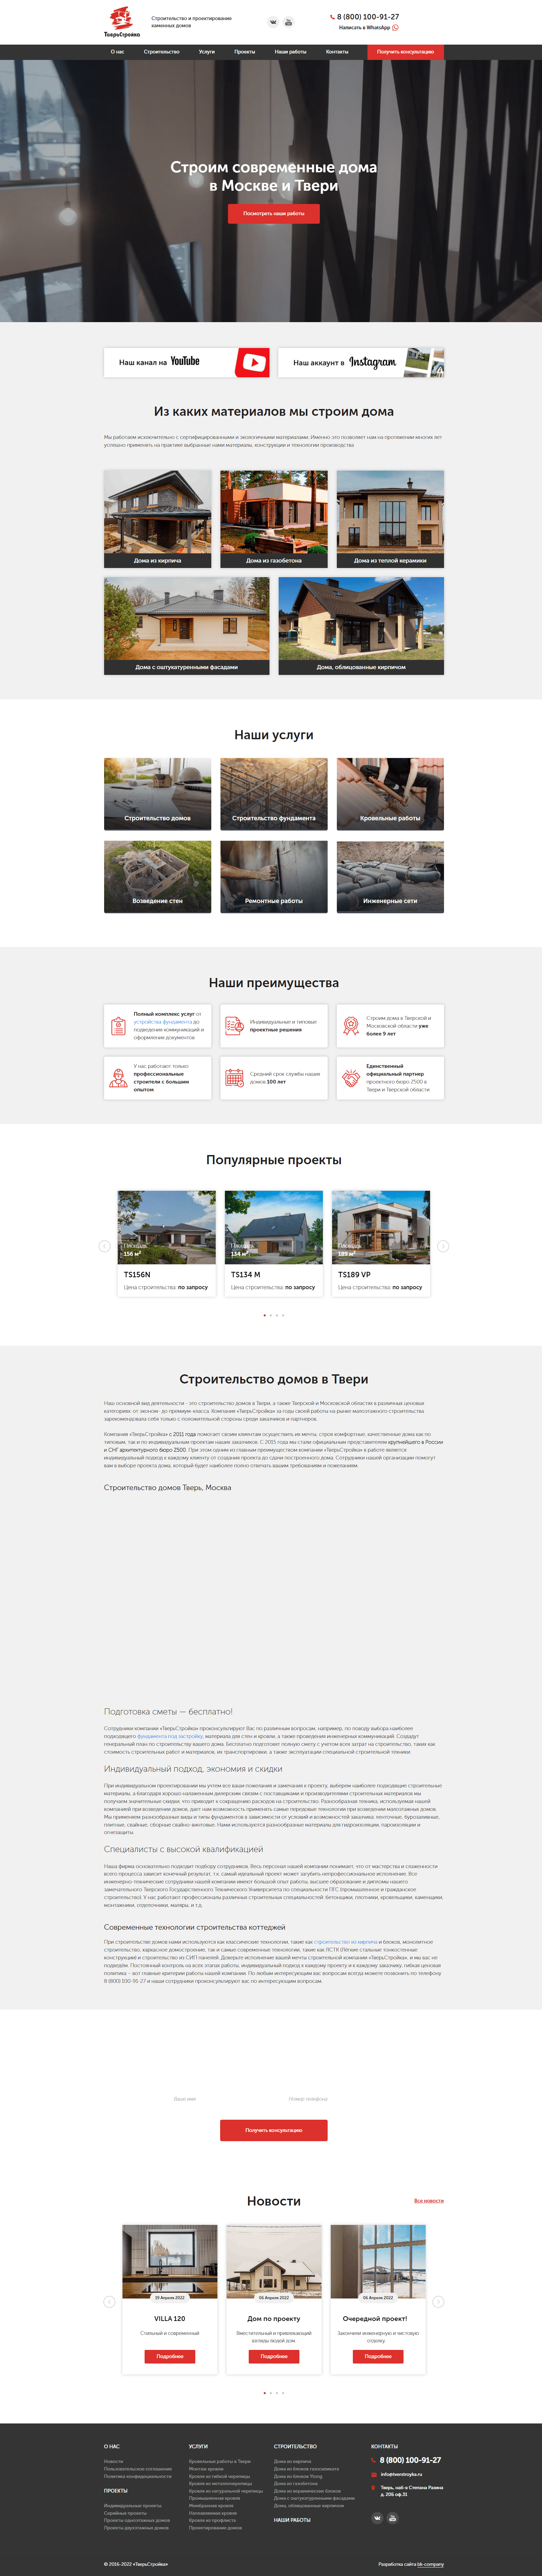 ТверьСтройка
Строительство и проектирование
каменных домов
8 (800) 100-91-27
Написать в WhatsApp
О нас
Строительство
Услуги
Проекты
Наши работы
Контакты
Получить консультацию
Строим современные дома
в Москве и Твери
Посмотреть наши работы
Наш канал на YouTube
Наш аккаунт в Instagram
Из каких материалов мы строим дома
Мы работаем исключительно с сертифицированными и экологичными материалами. Именно это позволяет нам на протяжении многих лет
успешно применять на практике выбранные нами материалы, конструкции и технологии производства
Дома из кирпича
Дома из газобетона
Дома из теплой керамики
Дома с оштукатуренными фасадами
Дома, облицованные кирпичом
Наши услуги
Строительство домов
Строительство фундамента
Кровельные работы
Возведение стен
Ремонтные работы
Инженерные сети
Наши преимущества
Полный комплекс услуг от
устройства фундамента до
подведения коммуникаций и
оформления документов
Индивидуальные и типовые
проектные решения
Строим дома в Тверской и
Московской области уже
более 9 лет
У нас работают только
профессиональные
строители с большим
опытом
Средний срок службы наших
домов 100 лет
Единственный
официальный партнер
проектного бюро Z500 в
Твери и Тверской области
Популярные проекты
Площадь:
156 м²
TS156N
Цена строительства: по запросу
Площадь:
134 м²
TS134 M
Цена строительства: по запросу
Площадь:
189 м²
TS189 VP
Цена строительства: по запросу
Строительство домов в Твери
Наш основной вид деятельности - это строительство домов в Твери, а также Тверской и Московской областях в различных ценовых
категориях: от эконом- до премиум-класса. Компания «ТверьСтройка» за годы своей работы на рынке малоэтажного строительства
зарекомендовала себя только с положительной стороны среди заказчиков и партнеров.
Компания «ТверьСтройка» с 2011 года помогает своим клиентам осуществить их мечты, строя комфортные, качественные дома как по
типовым, так и по индивидуальным проектам наших заказчиков. С 2015 года мы стали официальным представителем крупнейшего в России
и СНГ архитектурного бюро Z500. При этом одним из главным преимуществом компании «ТверьСтройка» в работе является
индивидуальный подход к каждому клиенту от создания проекта до сдачи построенного дома. Сотрудники нашей организации помогут
вам в выборе проекта дома, который будет наиболее полно отвечать вашим требованиям и пожеланиям.
Строительство домов Тверь, Москва
Подготовка сметы — бесплатно!
Сотрудники компании «ТверьСтройка» проконсультируют Вас по различным вопросам, например, по поводу выбора наиболее
подходящего фундамента под застройку, материала для стен и кровли, а также проведения инженерных коммуникаций. Создадут
генеральный план по строительству вашего дома. Бесплатно подготовят полную смету с учетом всех затрат на строительство, таких как
стоимость строительных работ и материалов, их транспортировки, а также эксплуатации специальной строительной техники.
Индивидуальный подход, экономия и скидки
При индивидуальном проектировании мы учтем все ваши пожелания и замечания к проекту, выберем наиболее подходящие строительные
материалы, а благодаря хорошо налаженным дилерским связям с поставщиками и производителями строительных материалов мы
получаем значительные скидки, что приводит к сокращению расходов на строительство. Разнообразная техника, используемая нашей
компанией при возведении домов, дает нам возможность применять самые передовые технологии при возведении малоэтажных домов.
Мы применяем разнообразные виды и типы фундаментов в зависимости от условий и возможностей заказчика: ленточные, буронабивные,
плитные, свайные, сборные свайно-винтовые. Нами используются разнообразные материалы для гидроизоляции, пароизоляции и
огнезащиты.
Специалисты с высокой квалификацией
Наша фирма основательно подходит подбору сотрудников. Весь персонал нашей компании понимает, что от мастерства и слаженности
всего процесса зависит конечный результат, т.к. самый идеальный проект может загубить непрофессиональное исполнение. Все
инженерно-технические сотрудники нашей компании имеют большой опыт работы, высшее образование и дипломы нашего
замечательного Тверского Государственного Технического Университета по специальности ПГС (промышленное и гражданское
строительство). У нас работают профессионалы различных строительных специальностей: бетонщики, плотники, кровельщики, каменщики,
монтажники, отделочники, маляры, и т.д.
Современные технологии строительства коттеджей
При строительстве домов нами используются как классические технологии, такие как строительство из кирпича и блоков, монолитное
строительство, каркасное домостроение, так и самые современные технологии, такие как ЛСТК (Лёгкие стальные тонкостенные
конструкции) и строительство из СИП панелей. Доверьте исполнение вашей мечты строительной компании «ТверьСтройка», и мы вас не
подведём. Постоянный контроль на всех этапах работы, индивидуальный подход к каждому проекту и к каждому заказчику, гибкая ценовая
политика – вот главные критерии работы нашей компании. По любым интересующим вас вопросам всегда можете позвонить по телефону
8 (800) 100-91-27 и наши сотрудники проконсультируют вас по интересующим вопросам.
Ваше имя
Номер телефона
Получить консультацию
Новости
Все новости
19 Апреля 2022
VILLA 120
Стильный и современный
Подробнее
06 Апреля 2022
Дом по проекту
Вместительный и привлекающий
взгляды людей дом.
Подробнее
06 Апреля 2022
Очередной проект!
Закончили инженерную и чистовую
отделку.
Подробнее
О НАС
Новости
Пользовательское соглашение
Политика конфиденциальности
ПРОЕКТЫ
Индивидуальные проекты
Серийные проекты
Проекты одноэтажных домов
Проекты двухэтажных домов
УСЛУГИ
Кровельные работы в Твери
Монтаж кровли
Кровля из гибкой черепицы
Кровля из металлочерепицы
Кровля из натуральной черепицы
Промышленная кровля
Мембранная кровля
Наплавляемая кровля
Кровля из профлиста
Проектирование домов
СТРОИТЕЛЬСТВО
Дома из кирпича
Дома из блоков газосиликата
Дома из блоков Ytong
Дома из газобетона
Дома из керамических блоков
Дома с оштукатуренными фасадами
Дома, облицованные кирпичом
НАШИ РАБОТЫ
КОНТАКТЫ
8 (800) 100-91-27
info@tverstroyka.ru
Тверь, наб-я Степана Разина
д. 20Б оф.31
© 2016-2022 «ТверьСтройка»
Разработка сайта bk-company